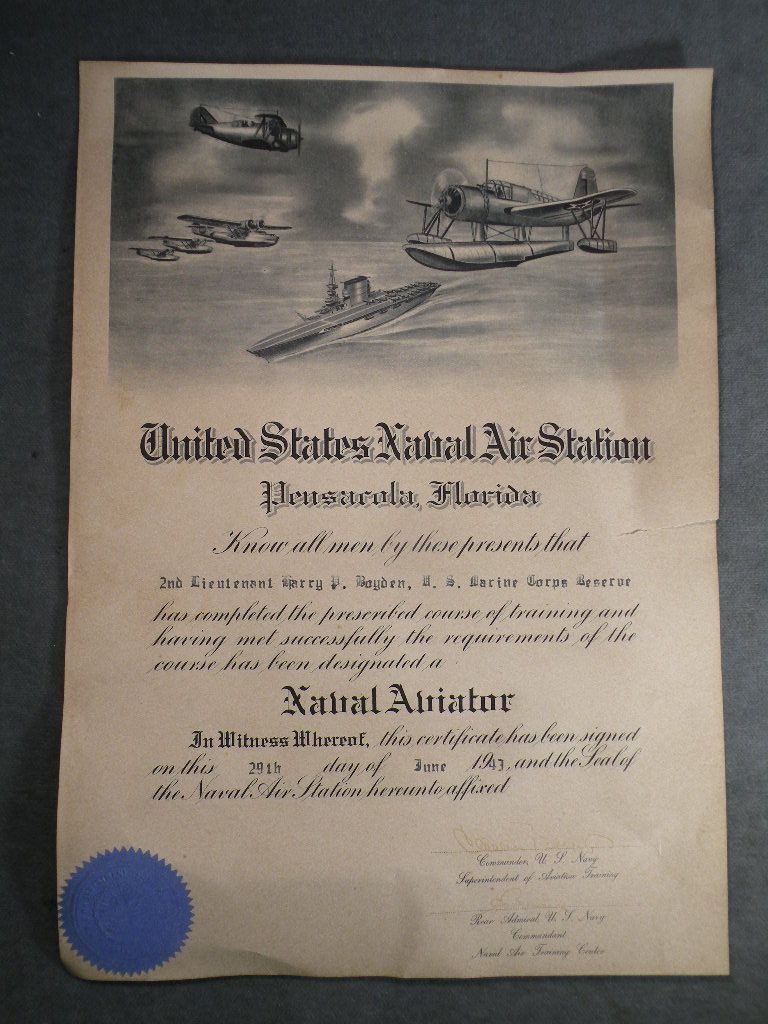 United States Naval Air Station
Pensacola, Florida
Know all men by these presents that
2nd Lieutenant Harry P. Boyden, U. S. Marine Corps Reserve
has completed the prescribed course of training and
having met successfully the requirements of the
course has been designated a
Naval Aviator
In Witness Whereof, this certificate has been signed
on this 29th day of June 1943, and the Seal of
the Naval Air Station hereunto affixed
Commander, U. S. Navy
Superintendent of Aviation Training
Rear Admiral, U. S. Navy
Commandant
Naval Air Training Center